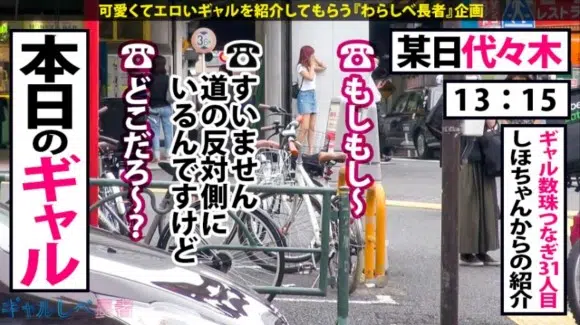 可愛くてエロいギャルを紹介してもらう『わらしべ長者』企画
某日代々木
13：15
ギャル数珠つなぎ31人目
しほちゃんからの紹介
☎もしもし～
☎すいません
道の反対側に
いるんですけど
☎どこだろ～?
本日のギャル
ギャルしべ長者